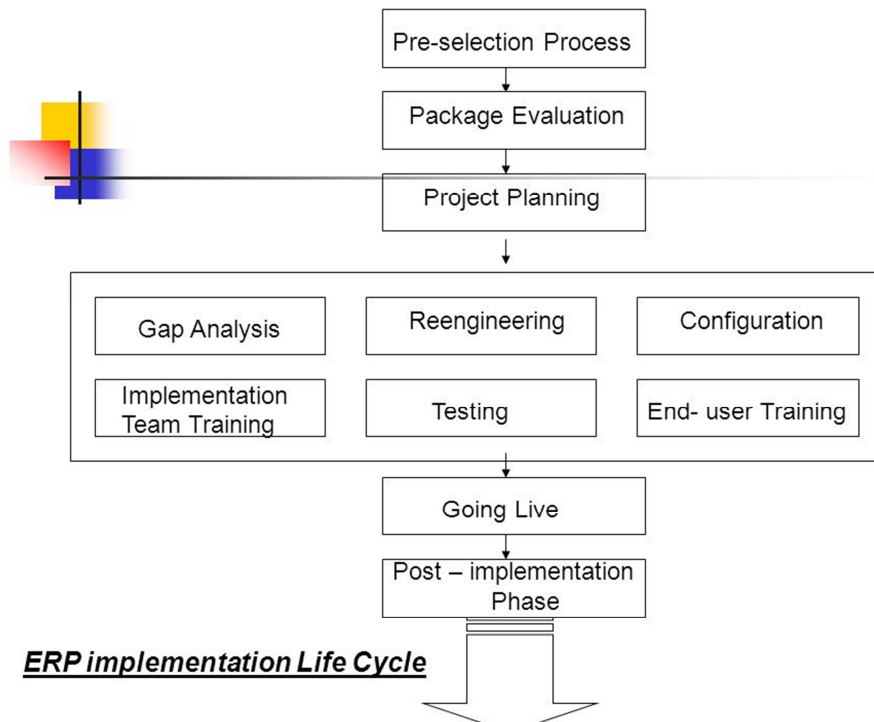 Pre-selection Process
Package Evaluation
Project Planning
Gap Analysis
Reengineering
Configuration
Implementation
Team Training
Testing
End- user Training
Going Live
Post – implementation
Phase
ERP implementation Life Cycle